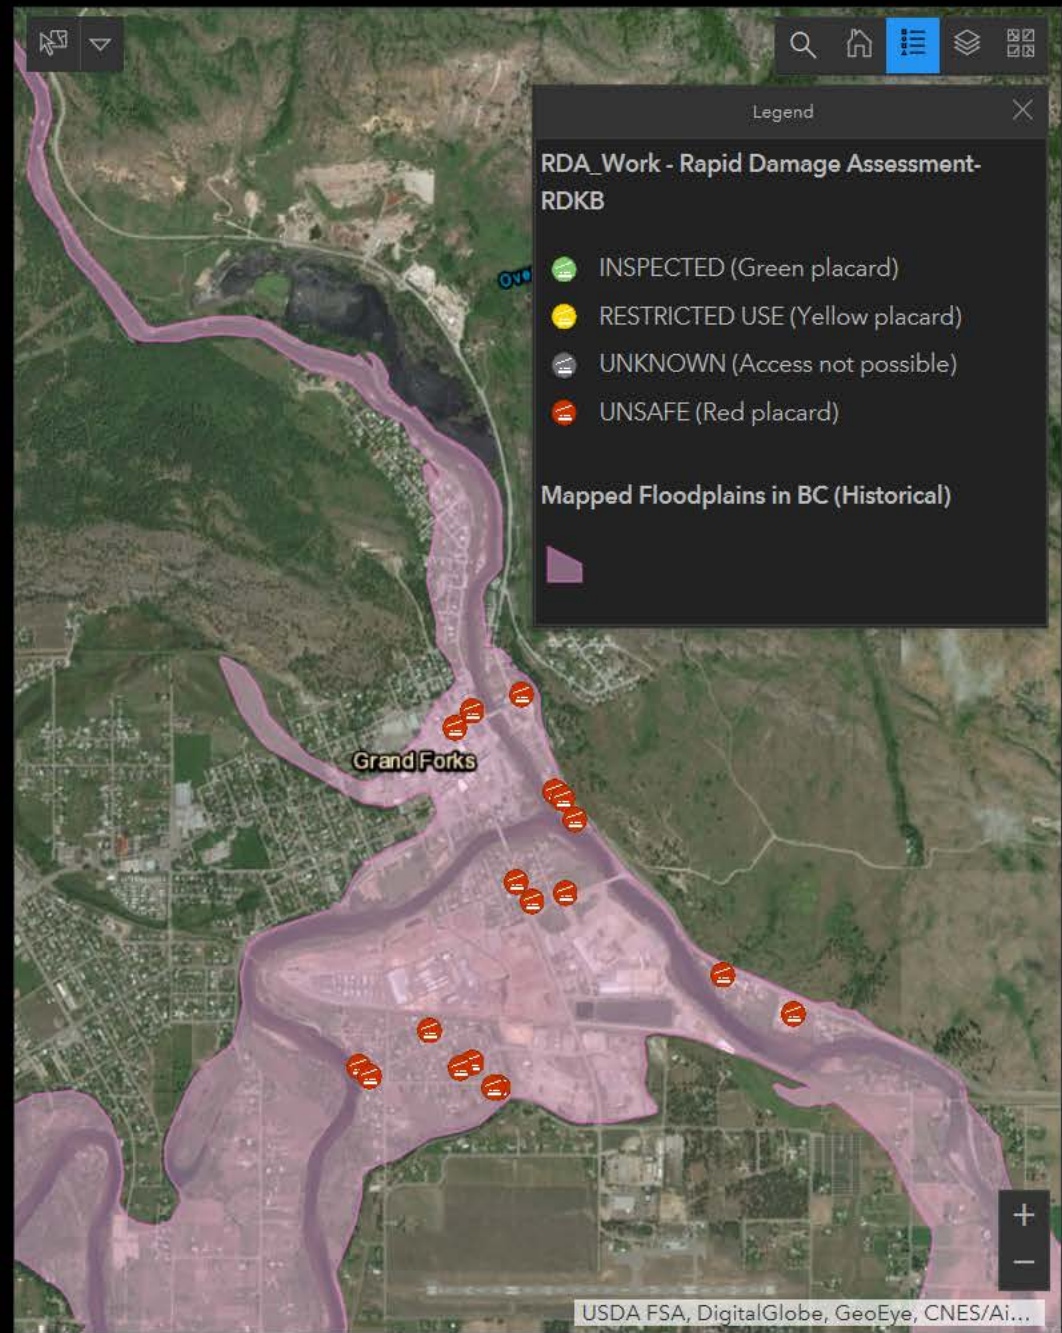 Legend
RDA_Work - Rapid Damage Assessment-
RDKB
INSPECTED (Green placard)
RESTRICTED USE (Yellow placard)
UNKNOWN (Access not possible)
UNSAFE (Red placard)
Mapped Floodplains in BC (Historical)
Ove
Grand Forks
USDA FSA, DigitalGlobe, GeoEye, CNES/Ai...